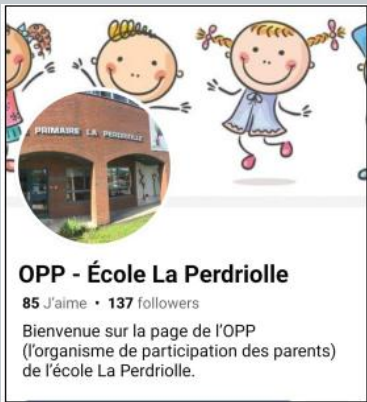 PRIMAIRE LA PERDRIOLLE
OPP - École La Perdriolle
85 J'aime • 137 followers
Bienvenue sur la page de l'OPP
(l'organisme de participation des parents)
de l'école La Perdriolle.